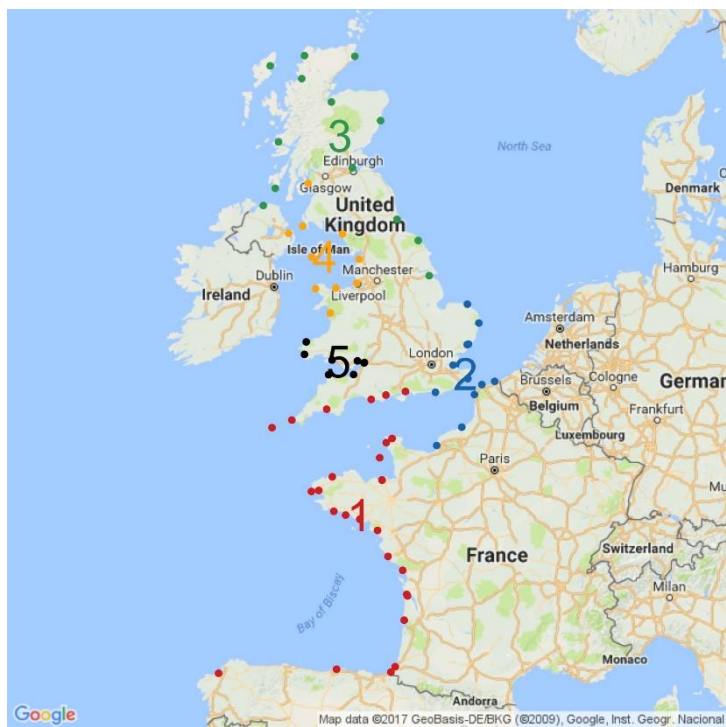 3
North Sea
Edinburgh
Glasgow
Denmark
United
Kingdom
Isle of Man
4
Hamburg
Dublin
Manchester
Ireland
Liverpool
Amsterdam
Netherlands
5
London
2
Brussels
Cologne
German
Belgium
Frankfurt
Luxembourg
Paris
Mu
1
France
Switzerland
Milan
Bay of Biscay
Monaco
Andorra
Google
Map data ©2017 GeoBasis-DE/BKG (©2009), Google, Inst. Geogr. Nacional